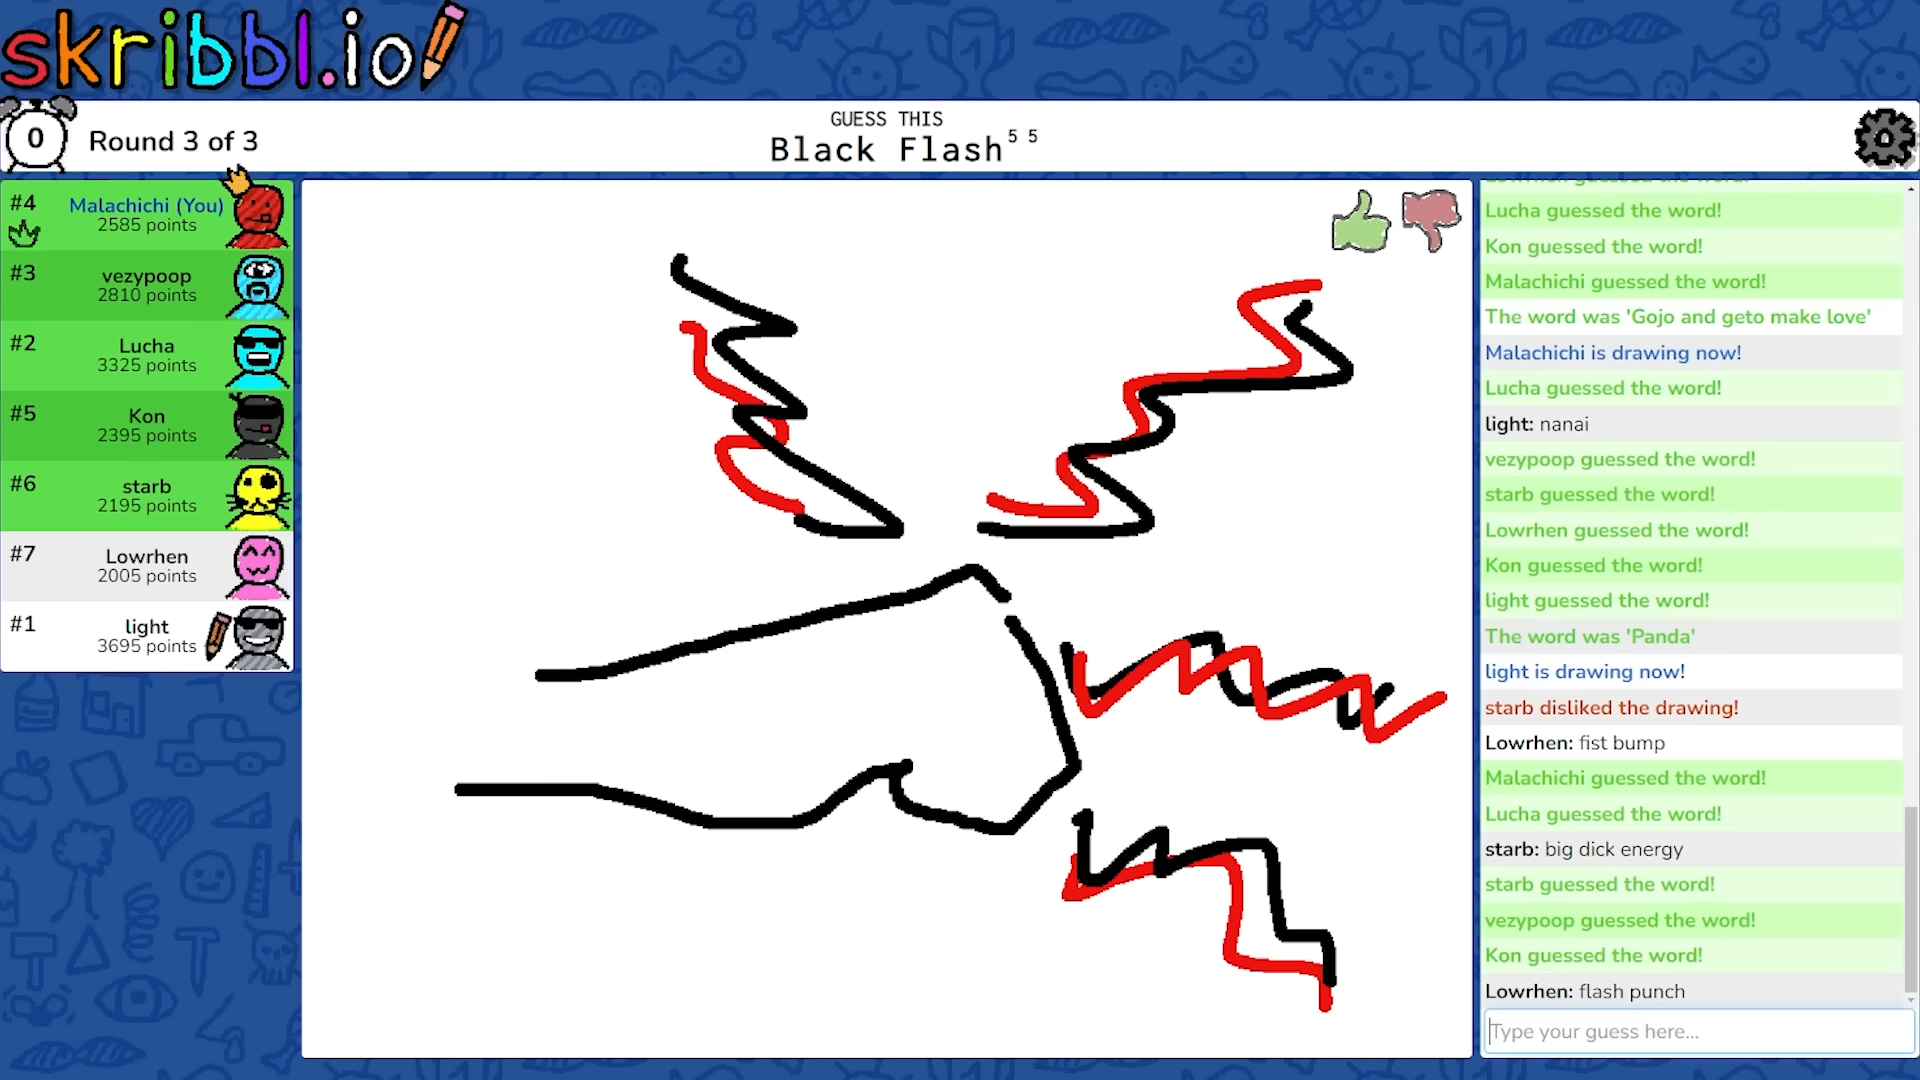 skribbl.io
0
Round 3 of 3
GUESS THIS
Black Flash 5 5
#4
Malachichi (You)
2585 points
#3
vezypoop
2810 points
#2
Lucha
3325 points
#5
Kon
2395 points
#6
starb
2195 points
#7
Lowrhen
2005 points
#1
light
3695 points
Lowrhen guessed the word!
Lucha guessed the word!
Kon guessed the word!
Malachichi guessed the word!
The word was 'Gojo and geto make love'
Malachichi is drawing now!
Lucha guessed the word!
light: nanai
vezypoop guessed the word!
starb guessed the word!
Lowrhen guessed the word!
Kon guessed the word!
light guessed the word!
The word was 'Panda'
light is drawing now!
starb disliked the drawing!
Lowrhen: fist bump
Malachichi guessed the word!
Lucha guessed the word!
starb: big dick energy
starb guessed the word!
vezypoop guessed the word!
Kon guessed the word!
Lowrhen: flash punch
Type your guess here...